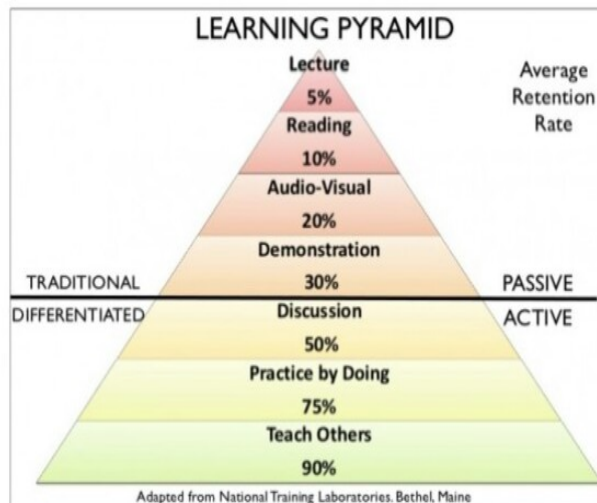 LEARNING PYRAMID
Average
Retention
Rate
Lecture
5%
Reading
10%
Audio-Visual
20%
Demonstration
TRADITIONAL 30% PASSIVE
DIFFERENTIATED Discussion ACTIVE
50%
Practice by Doing
75%
Teach Others
90%
Adapted from National Training Laboratories. Bethel, Maine